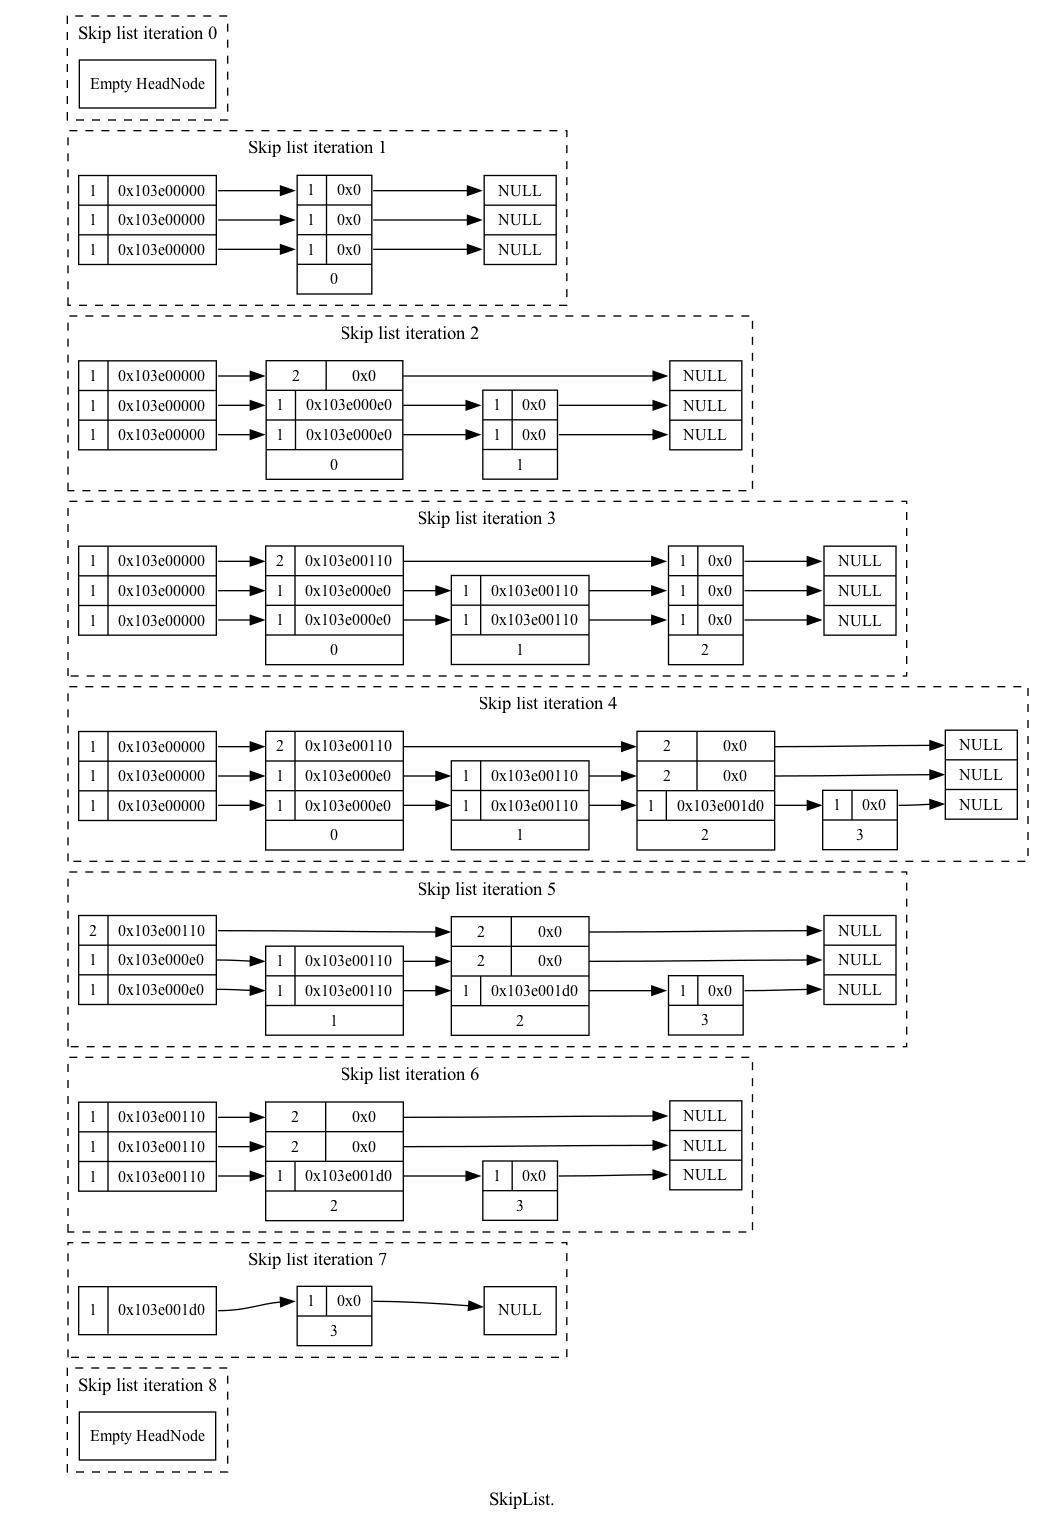 Skip list iteration 0
Empty HeadNode
Skip list iteration 1
1 0x103e00000 1 0x0 NULL
1 0x103e00000 1 0x0 NULL
1 0x103e00000 1 0x0 NULL
0
Skip list iteration 2
1 0x103e00000 2 0x0 NULL
1 0x103e00000 1 0x103e000e0 1 0x0 NULL
1 0x103e00000 1 0x103e000e0 1 0x0 NULL
0 1
Skip list iteration 3
1 0x103e00000 2 0x103e00110 1 0x0 NULL
1 0x103e00000 1 0x103e000e0 1 0x103e00110 1 0x0 NULL
1 0x103e00000 1 0x103e000e0 1 0x103e00110 1 0x0 NULL
0 1 2
Skip list iteration 4
1 0x103e00000 2 0x103e00110 2 0x0 NULL
1 0x103e00000 1 0x103e000e0 1 0x103e00110 2 0x0 NULL
1 0x103e00000 1 0x103e000e0 1 0x103e00110 1 0x103e001d0 1 0x0 NULL
0 1 2 3
Skip list iteration 5
2 0x103e00110 2 0x0 NULL
1 0x103e000e0 1 0x103e00110 2 0x0 NULL
1 0x103e000e0 1 0x103e00110 1 0x103e001d0 1 0x0 NULL
1 2 3
Skip list iteration 6
1 0x103e00110 2 0x0 NULL
1 0x103e00110 2 0x0 NULL
1 0x103e00110 1 0x103e001d0 1 0x0 NULL
2 3
Skip list iteration 7
1 0x103e001d0 1 0x0 NULL
3
Skip list iteration 8
Empty HeadNode
SkipList.